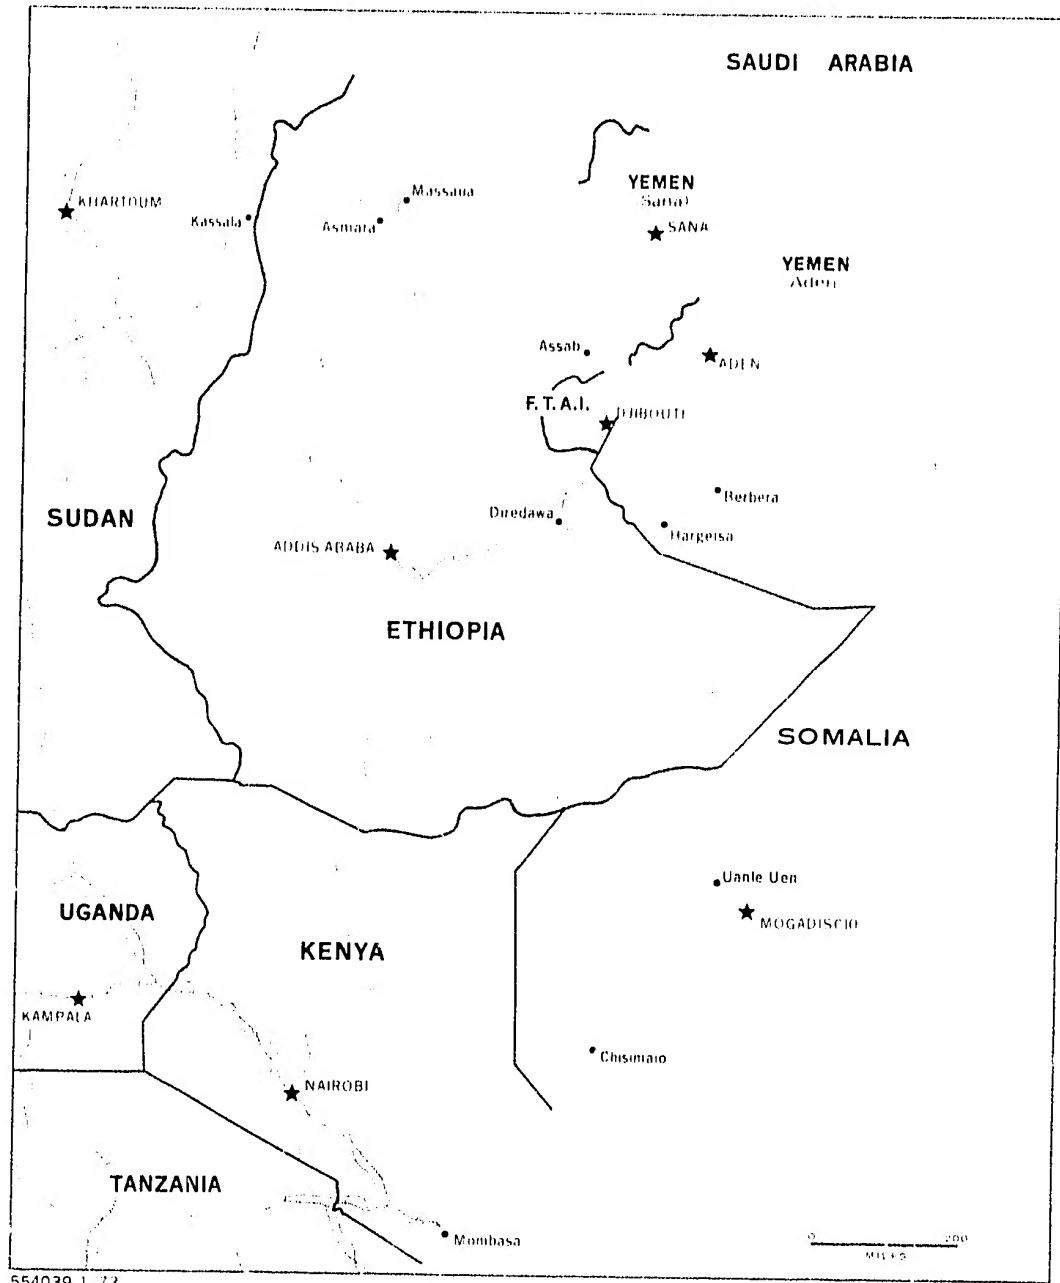 SAUDI ARABIA
Massaua
KHARTOUM
Kassala
Asmara
YEMEN
(Sana)
SANA
YEMEN
Aden
Assab
ADEN
F.T.A.I.
DJIBOUTI
SUDAN
Diredawa
Berbera
Hargeisa
ADDIS ABABA
ETHIOPIA
SOMALIA
UGANDA
Uanle Uen
MOGADISCIO
KENYA
KAMPALA
Chisimaio
NAIROBI
TANZANIA
Mombasa
0 200
MILES
554039 1-73